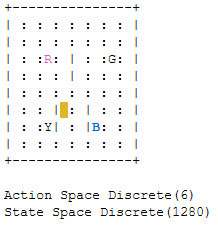 +---------------+
| : : : : : : : |
| : : : : : : : |
| : :R: | : :G: |
| : : : | : : : |
| : : : : : : : |
| : : | : | : : |
| : :Y| : |B: : |
| : : : : : : : |
+---------------+
Action Space Discrete(6)
State Space Discrete(1280)